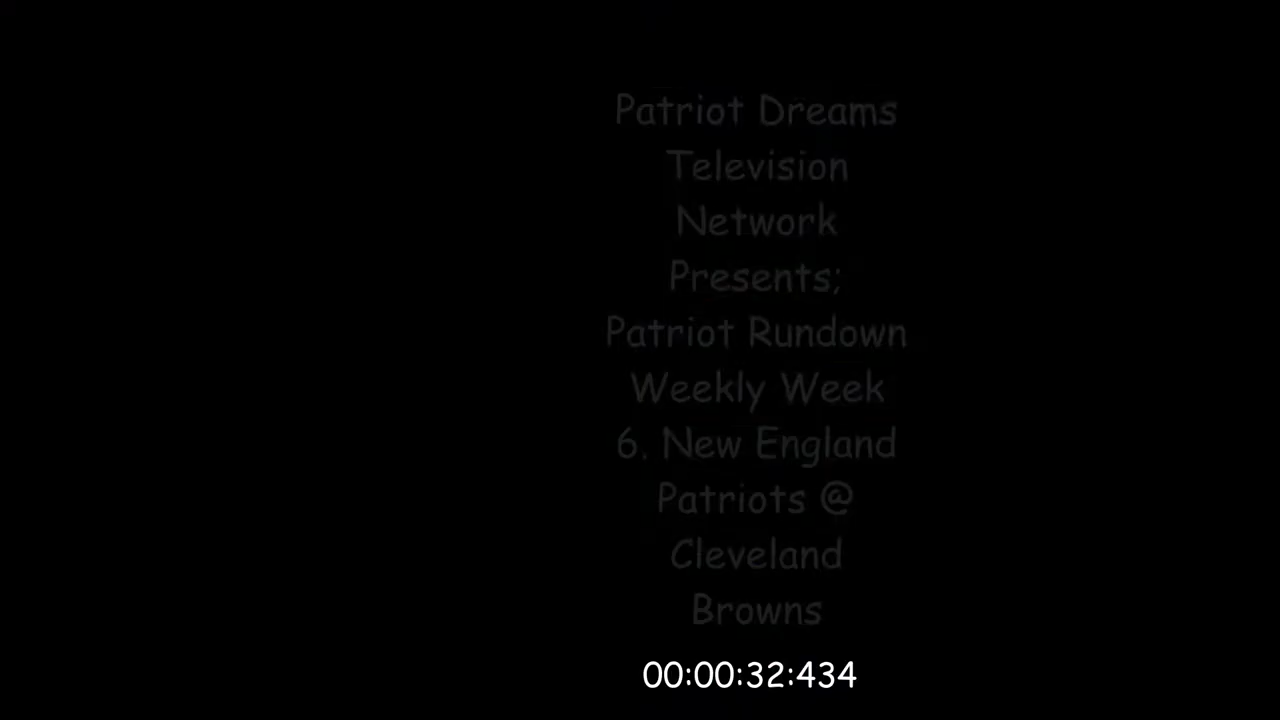 Patriot Dreams
Television
Network
Presents;
Patriot Rundown
Weekly Week
6. New England
Patriots @
Cleveland
Browns
00:00:32:434